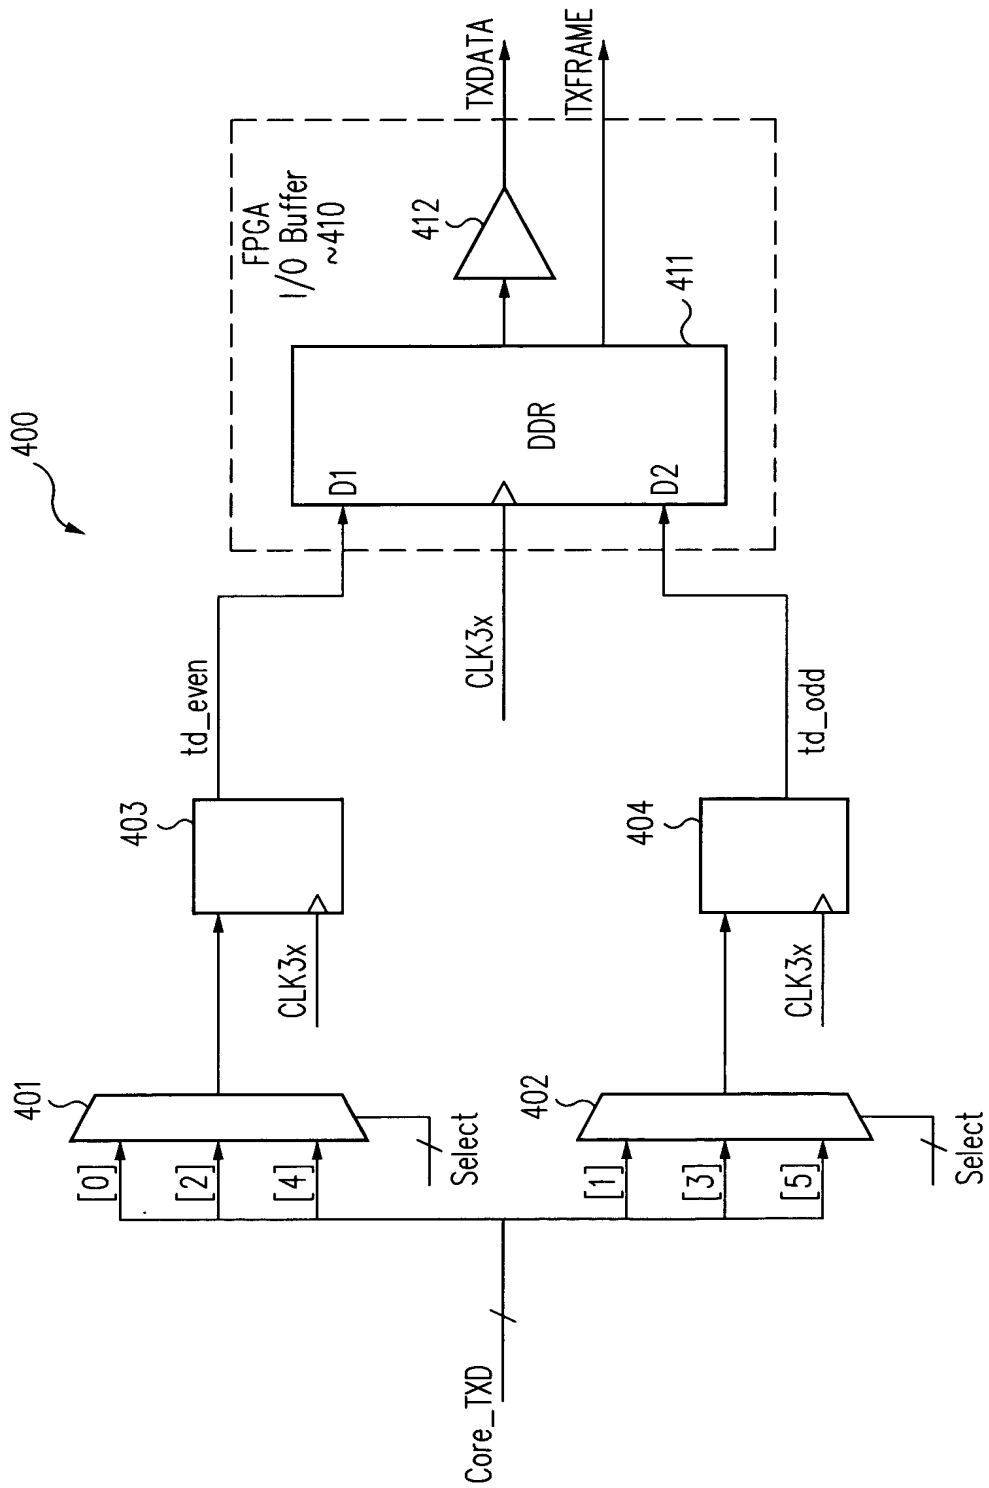 400
Core_TXD
[0]
[2]
[4]
401
Select
[1]
[3]
[5]
402
Select
CLK3x
403
td_even
CLK3x
404
td_odd
CLK3x
FPGA
I/O Buffer
~410
D1
DDR
D2
411
412
TXDATA
TXFRAME